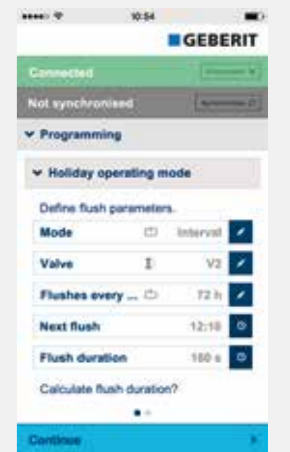 10:54
GEBERIT
Connected
Not synchronised
Programming
Holiday operating mode
Define flush parameters.
Mode Interval
Valve V2
Flushes every ... 72 h
Next flush 12:18
Flush duration 180 s
Calculate flush duration?
Continue